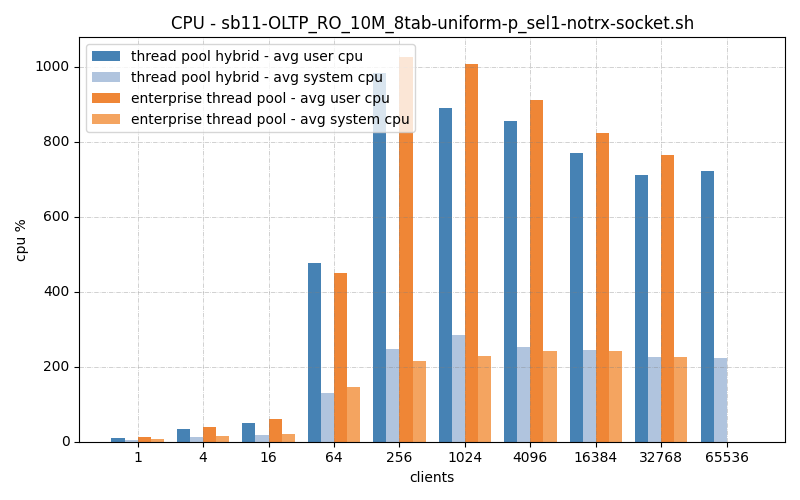 CPU - sb11-OLTP_RO_10M_8tab-uniform-p_sel1-notrx-socket.sh
thread pool hybrid - avg user cpu
thread pool hybrid - avg system cpu
enterprise thread pool - avg user cpu
enterprise thread pool - avg system cpu
cpu %
1000
800
600
400
200
0
1 4 16 64 256 1024 4096 16384 32768 65536
clients